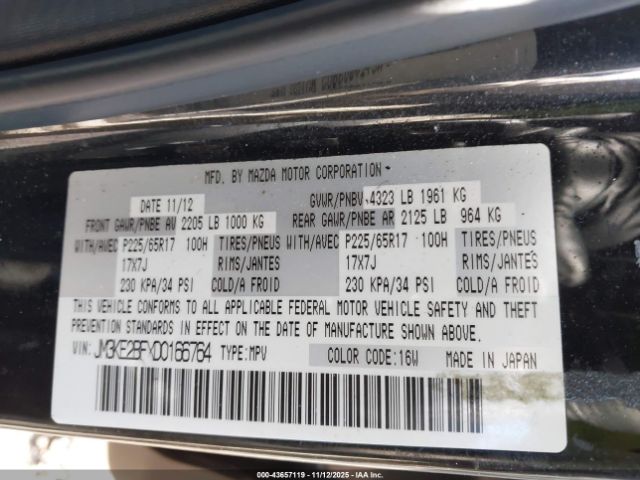 MFD. BY MAZDA MOTOR CORPORATION
DATE 11/12 GVWR/PNBV 4323 LB 1961 KG
FRONT GAWR/PNBE AV 2205 LB 1000 KG REAR GAWR/PNBE AR 2125 LB 964 KG
WITH/AVEC P225/65R17 100H TIRES/PNEUS WITH/AVEC P225/65R17 100H TIRES/PNEUS
17X7J RIMS/JANTES 17X7J RIMS/JANTES
230 KPA/34 PSI COLD/A FROID 230 KPA/34 PSI COLD/A FROID
THIS VEHICLE CONFORMS TO ALL APPLICABLE FEDERAL MOTOR VEHICLE SAFETY AND THEFT
PREVENTION STANDARDS IN EFFECT ON THE DATE OF MANUFACTURE SHOWN ABOVE.
VIN: JM3KE2BEXD0166764 TYPE:MPV COLOR CODE:16W MADE IN JAPAN
000-43657119 - 11/12/2025 - IAAI.COM